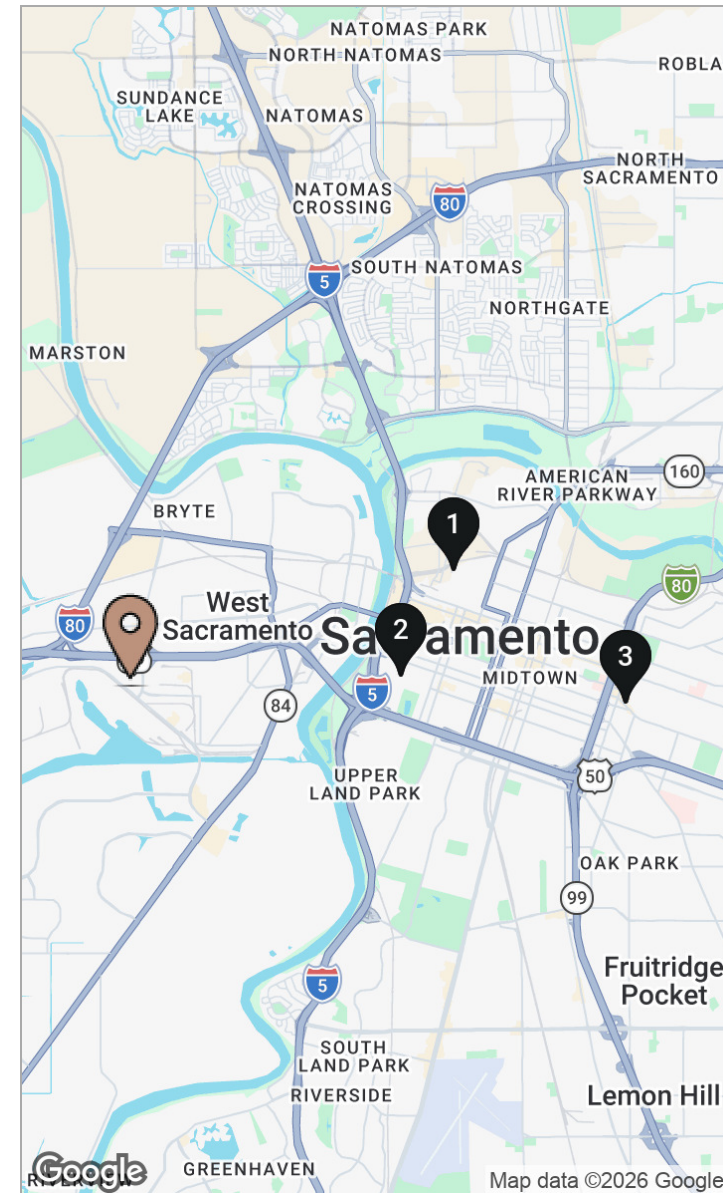 NATOMAS PARK
NORTH NATOMAS
ROBLA
SUNDANCE
LAKE
NATOMAS
NORTH
SACRAMENTO
NATOMAS
CROSSING
80
SOUTH NATOMAS
5
NORTHGATE
MARSTON
160
AMERICAN
RIVER PARKWAY
BRYTE
1
80
West
Sacramento
80
Sacramento
2
3
MIDTOWN
5
84
50
UPPER
LAND PARK
OAK PARK
99
Fruitridge
Pocket
5
SOUTH
LAND PARK
RIVERSIDE
Lemon Hill
GREENHAVEN
Google
Map data ©2026 Google